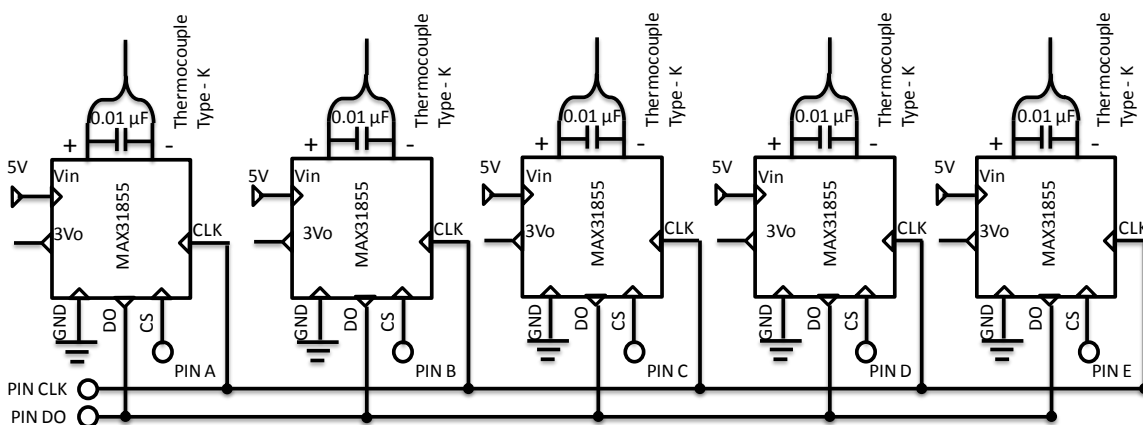 Thermocouple
Type - K
0.01 µF
+
-
5V
Vin
3Vo
MAX31855
CLK
GND
DO
CS
PIN A
Thermocouple
Type - K
0.01 µF
+
-
5V
Vin
3Vo
MAX31855
CLK
GND
DO
CS
PIN B
Thermocouple
Type - K
0.01 µF
+
-
5V
Vin
3Vo
MAX31855
CLK
GND
DO
CS
PIN C
Thermocouple
Type - K
0.01 µF
+
-
5V
Vin
3Vo
MAX31855
CLK
GND
DO
CS
PIN D
Thermocouple
Type - K
0.01 µF
+
-
5V
Vin
3Vo
MAX31855
CLK
GND
DO
CS
PIN E
PIN CLK
PIN DO